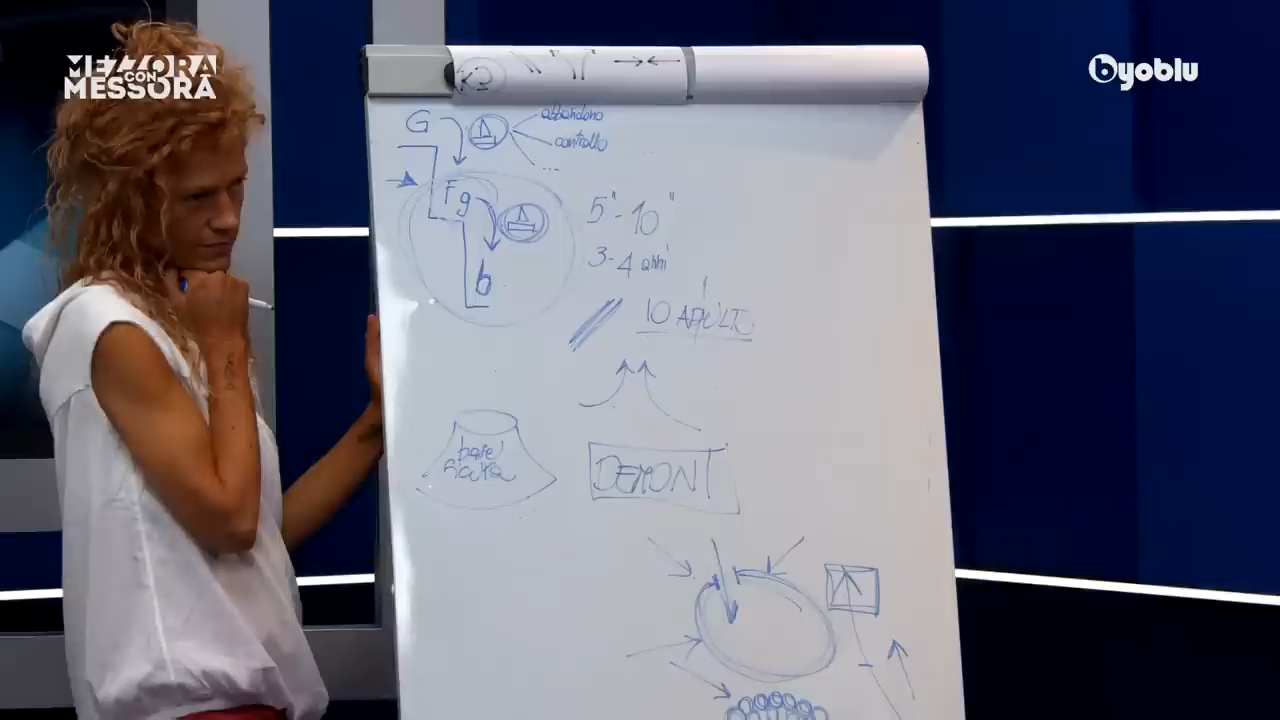 MEZZORA
CON
MESSORA
byoblu
G
abbandono
controllo
...
Fg
b
5"-10"
3-4 anni
10 ADULTI
base
sicura
DEMONT